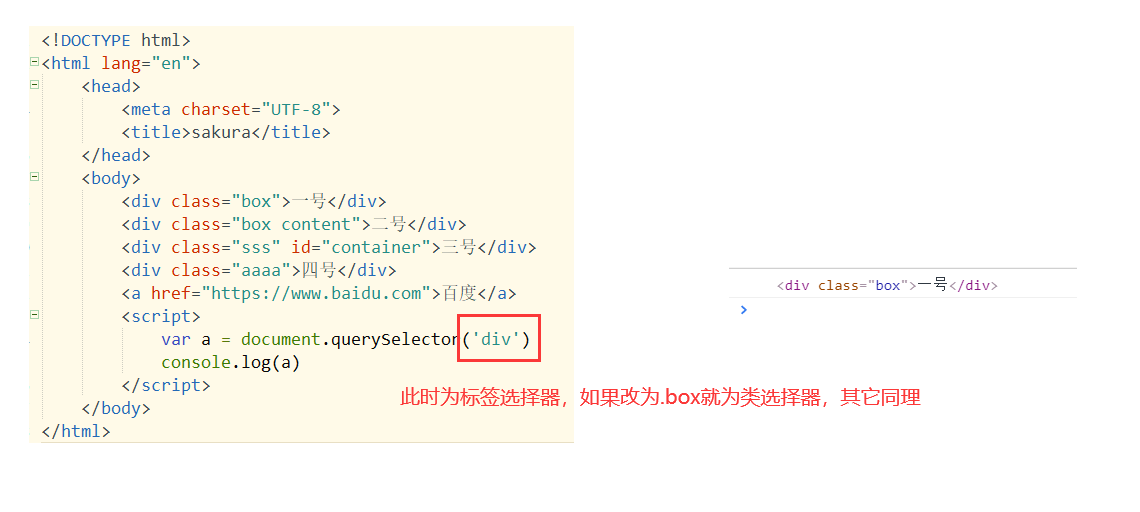 <!DOCTYPE html>
<html lang="en">
<head>
<meta charset="UTF-8">
<title>sakura</title>
</head>
<body>
<div class="box">一号</div>
<div class="box content">二号</div>
<div class="sss" id="container">三号</div>
<div class="aaaa">四号</div>
<a href="https://www.baidu.com">百度</a>
<script>
var a = document.querySelector('div')
console.log(a)
</script>
</body>
</html>
此时为标签选择器，如果改为.box就为类选择器，其它同理
<div class="box">一号</div>